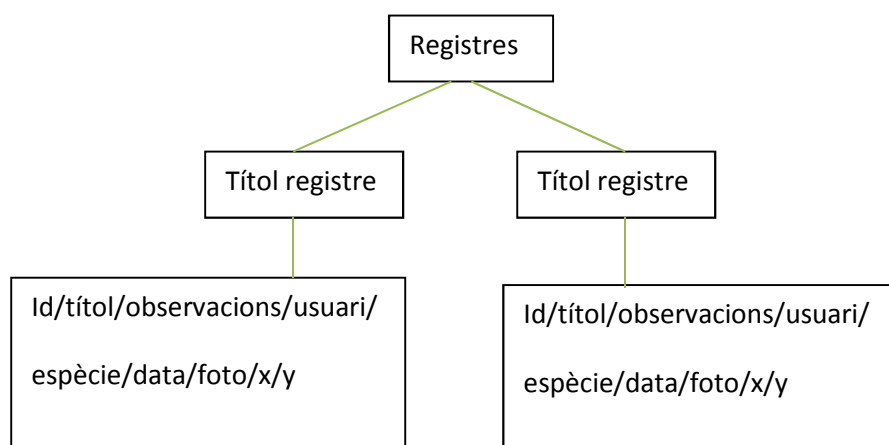 Registres
Títol registre
Títol registre
Id/títol/observacions/usuari/
espècie/data/foto/x/y
Id/títol/observacions/usuari/
espècie/data/foto/x/y